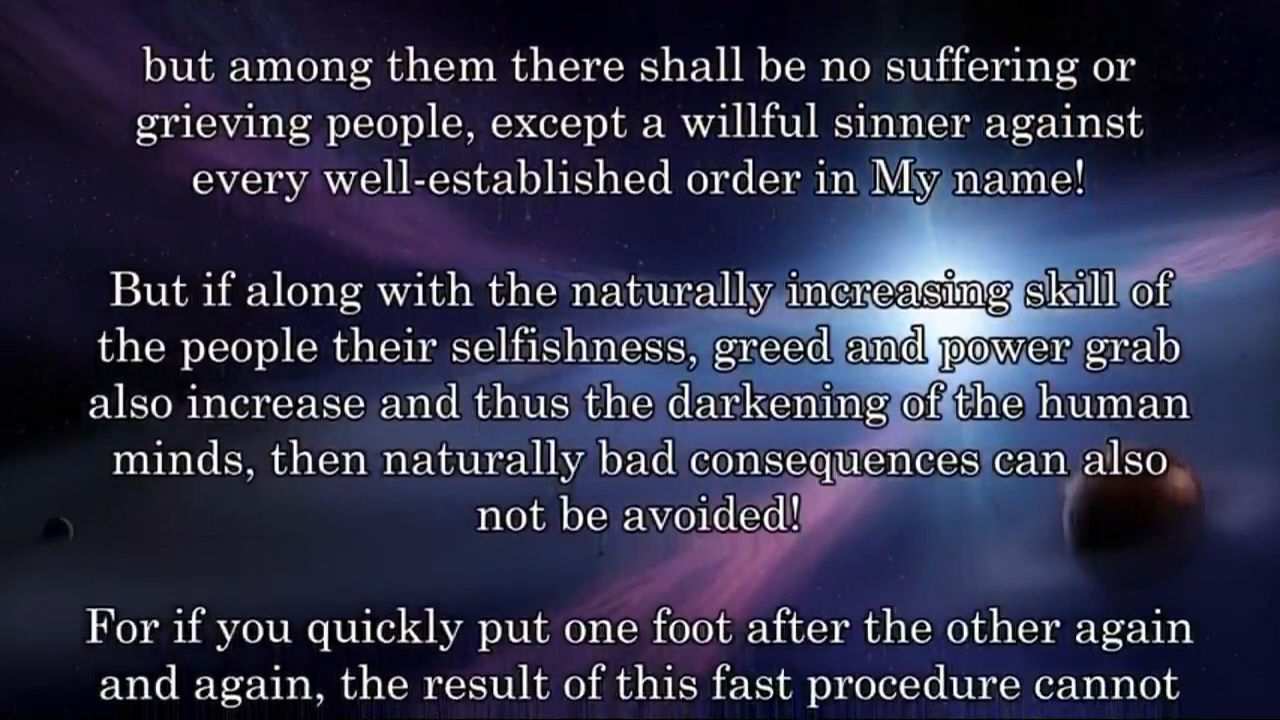 but among them there shall be no suffering or
grieving people, except a willful sinner against
every well-established order in My name!
But if along with the naturally increasing skill of
the people their selfishness, greed and power grab
also increase and thus the darkening of the human
minds, then naturally bad consequences can also
not be avoided!
For if you quickly put one foot after the other again
and again, the result of this fast procedure cannot